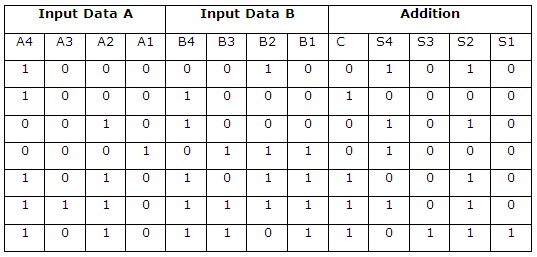 Input Data A Input Data B Addition
A4 A3 A2 A1 B4 B3 B2 B1 C S4 S3 S2 S1
1 0 0 0 0 0 1 0 0 1 0 1 0
1 0 0 0 1 0 0 0 1 0 0 0 0
0 0 1 0 1 0 0 0 0 1 0 1 0
0 0 0 1 0 1 1 1 0 1 0 0 0
1 0 1 0 1 0 1 1 1 0 0 1 0
1 1 1 0 1 1 1 1 1 1 0 1 0
1 0 1 0 1 1 0 1 1 0 1 1 1